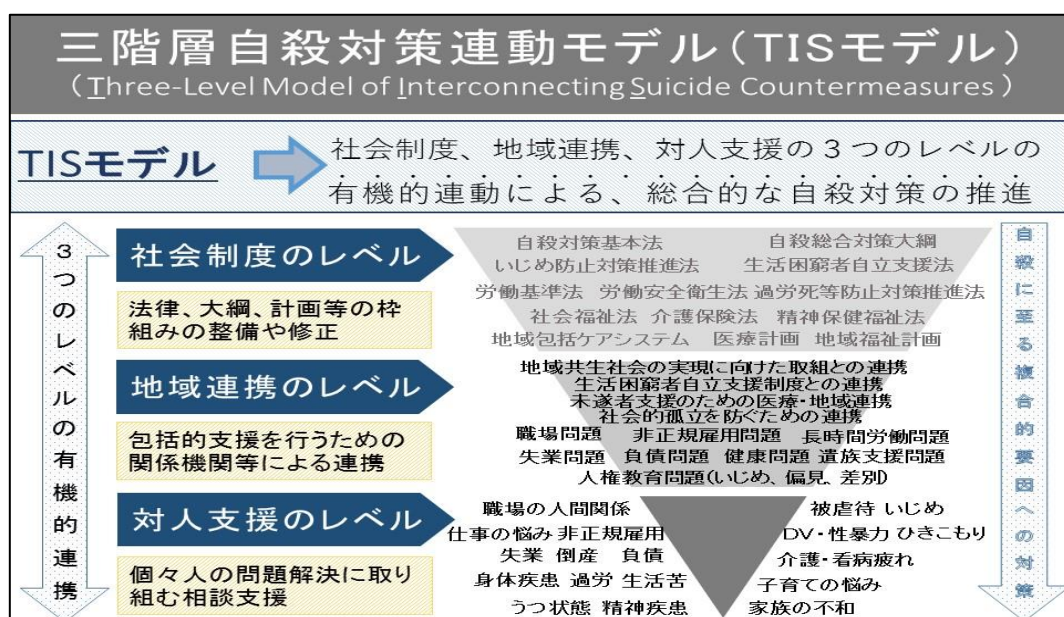 三階層自殺対策連動モデル（TISモデル）
（Three-Level Model of Interconnecting Suicide Countermeasures）
TISモデル
社会制度、地域連携、対人支援の３つのレベルの
有機的連動による、総合的な自殺対策の推進
３つのレベルの有機的連携
社会制度のレベル
法律、大綱、計画等の枠
組みの整備や修正
自殺対策基本法 自殺総合対策大綱
いじめ防止対策推進法 生活困窮者自立支援法
労働基準法 労働安全衛生法 過労死等防止対策推進法
社会福祉法 介護保険法 精神保健福祉法
地域包括ケアシステム 医療計画 地域福祉計画
地域連携のレベル
包括的支援を行うための
関係機関等による連携
地域共生社会の実現に向けた取組との連携
生活困窮者自立支援制度との連携
未遂者支援のための医療・地域連携
社会的孤立を防ぐための連携
職場問題 非正規雇用問題 長時間労働問題
失業問題 負債問題 健康問題 遺族支援問題
人権教育問題(いじめ、偏見、差別)
対人支援のレベル
個々人の問題解決に取り
組む相談支援
職場の人間関係 被虐待 いじめ
仕事の悩み 非正規雇用 DV・性暴力 ひきこもり
失業 倒産 負債 介護・看病疲れ
身体疾患 過労 生活苦 子育ての悩み
うつ状態 精神疾患 家族の不和
自殺に至る複合的要因への対策